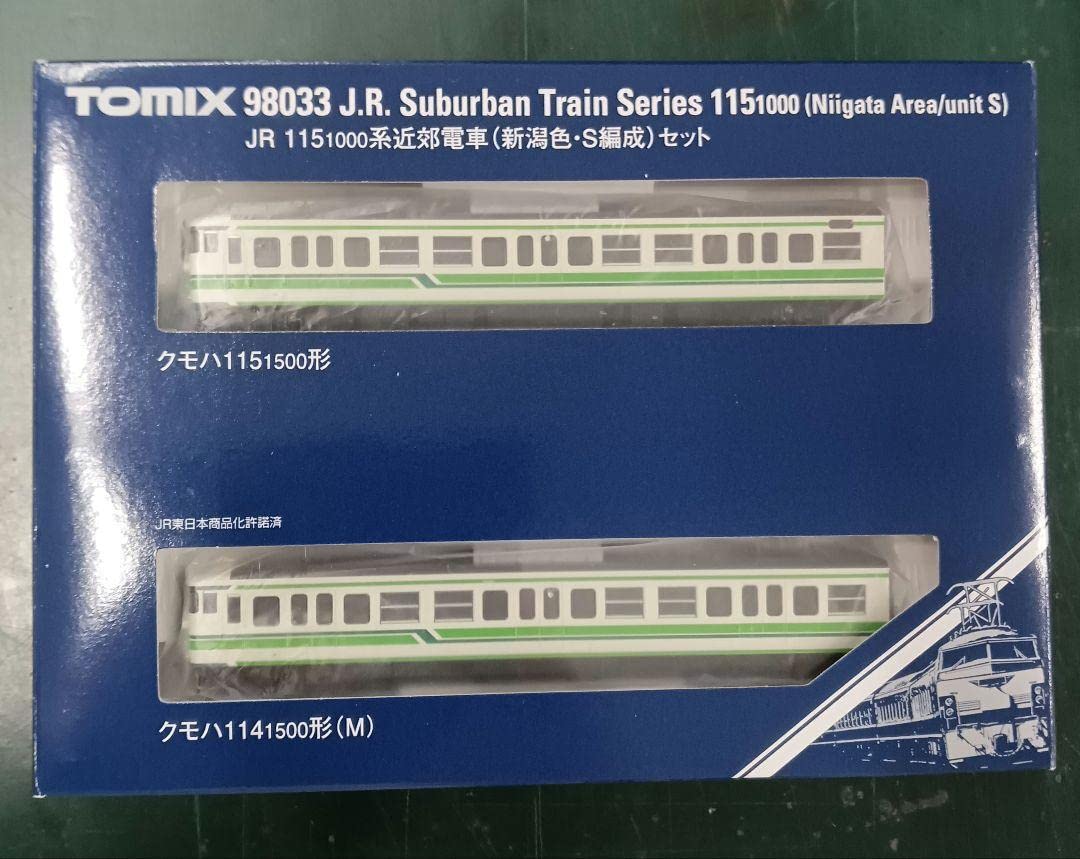 TOMIX 98033 J.R. Suburban Train Series 1151000 (Niigata Area/unit S)
JR 1151000系近郊電車(新潟色・S編成)セット
クモハ1151500形
JR東日本商品化許諾済
クモハ1141500形(M)